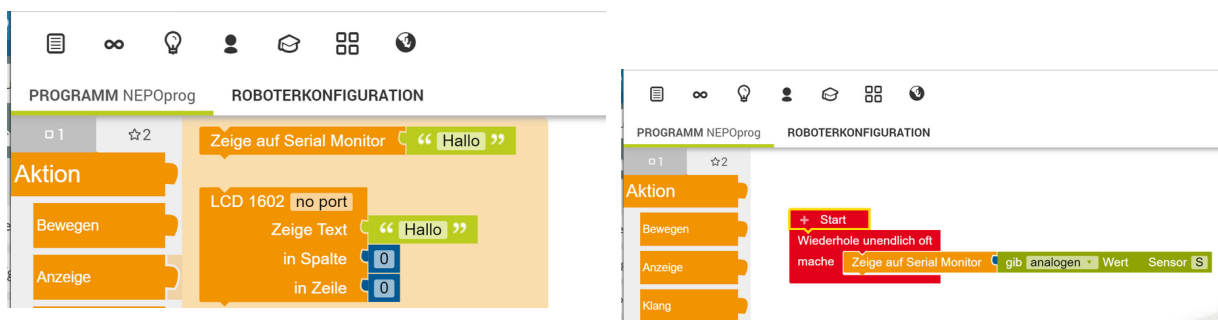 PROGRAMM NEPOprog ROBOTERKONFIGURATION
1 2
Aktion
Bewegen
Anzeige
Zeige auf Serial Monitor “ Hallo ”
LCD 1602 no port
Zeige Text “ Hallo ”
in Spalte 0
in Zeile 0
PROGRAMM NEPOprog ROBOTERKONFIGURATION
1 2
Aktion
Bewegen
Anzeige
Klang
+ Start
Wiederhole unendlich oft
mache Zeige auf Serial Monitor gib analogen Wert Sensor S